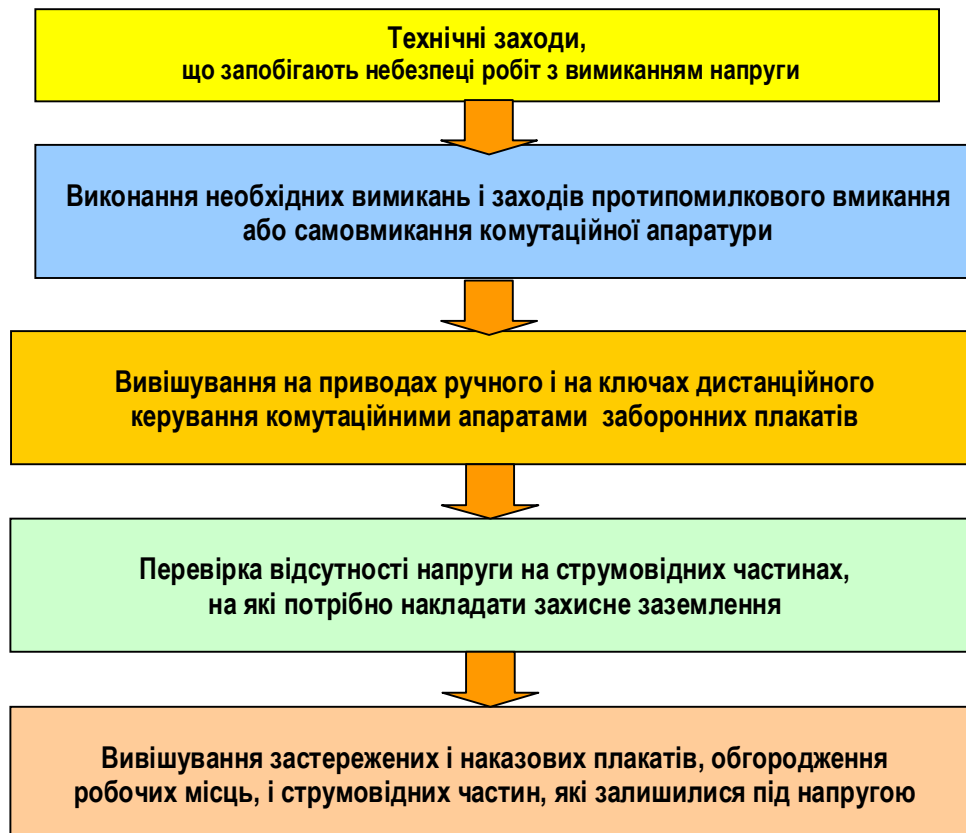 Технічні заходи,
що запобігають небезпеці робіт з вимиканням напруги
Виконання необхідних вимикань і заходів протипомилкового вмикання
або самовмикання комутаційної апаратури
Вивішування на приводах ручного і на ключах дистанційного
керування комутаційними апаратами заборонних плакатів
Перевірка відсутності напруги на струмовідних частинах,
на які потрібно накладати захисне заземлення
Вивішування застережених і наказових плакатів, обгородження
робочих місць, і струмовідних частин, які залишилися під напругою